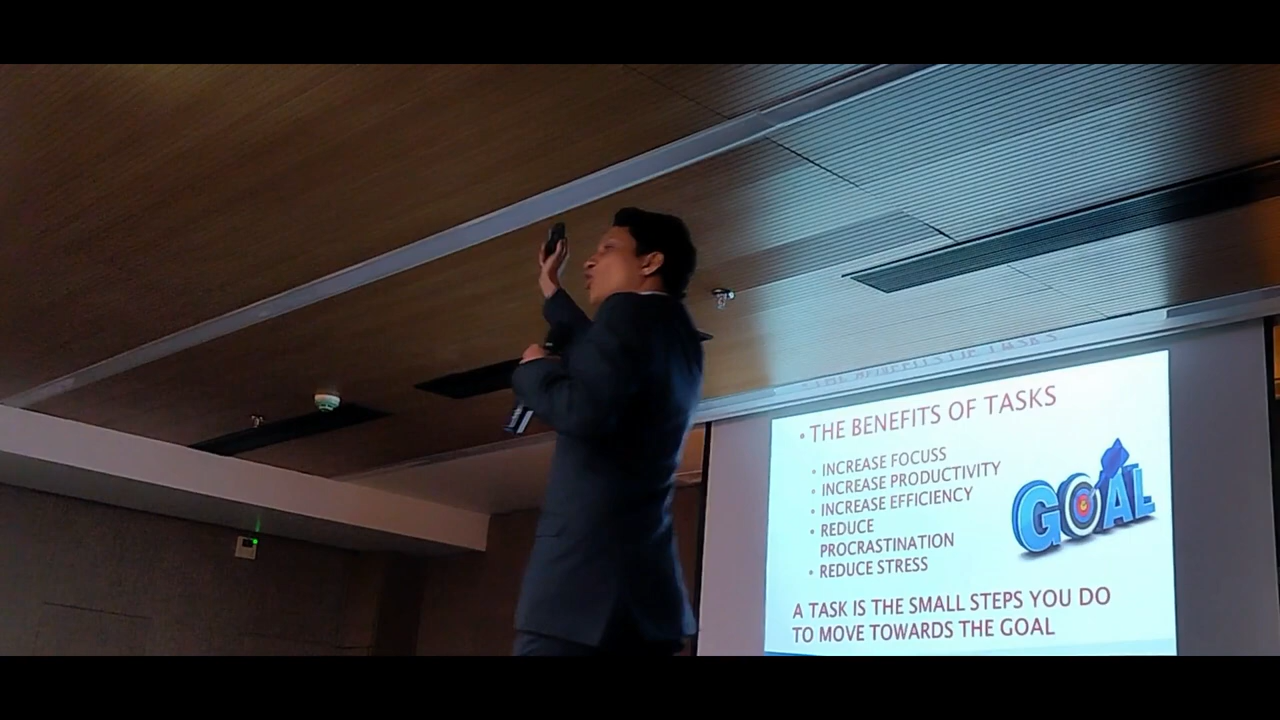 • THE BENEFITS OF TASKS
• INCREASE FOCUSS
• INCREASE PRODUCTIVITY
• INCREASE EFFICIENCY
• REDUCE
PROCRASTINATION
• REDUCE STRESS
GOAL
A TASK IS THE SMALL STEPS YOU DO
TO MOVE TOWARDS THE GOAL